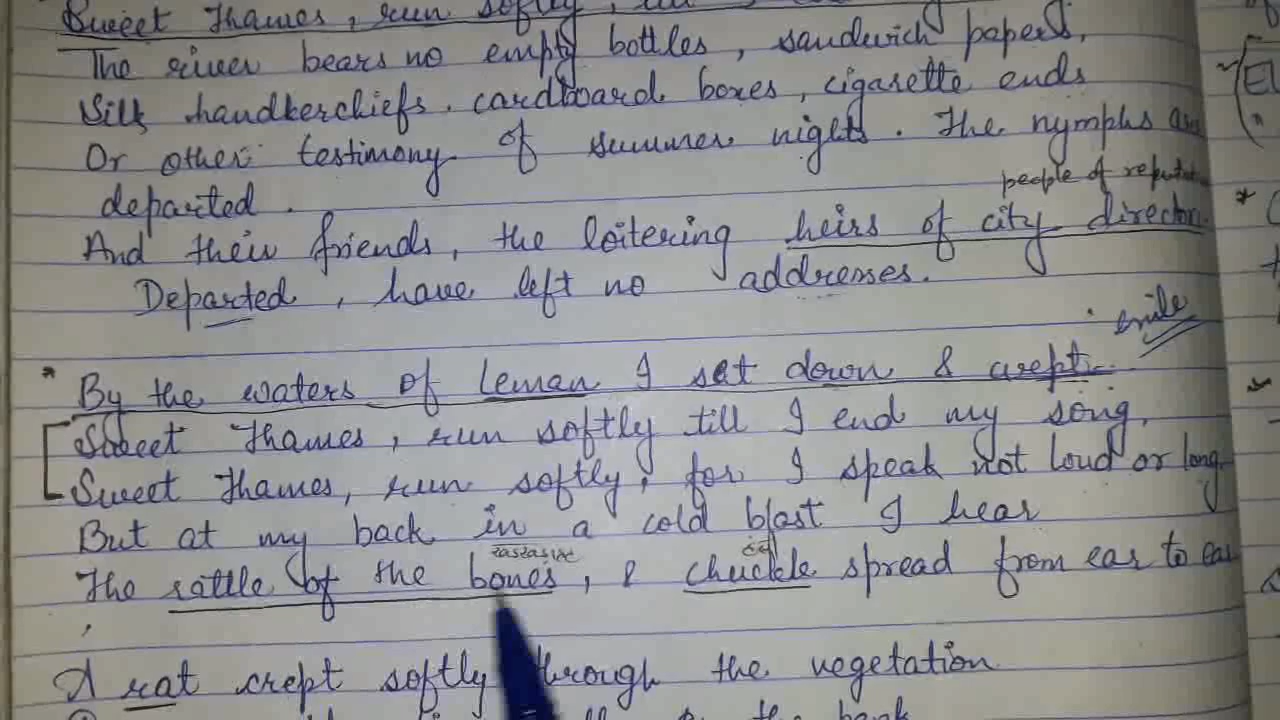 Sweet Thames, run softly,
The river bears no empty bottles, sandwich papers,
Silk handkerchiefs. cardboard boxes, cigarette ends
Or other testimony of summer nights. The nymphs are
people of
departed.
And their friends, the loitering heirs of city directors.
Departed, have left no addresses.
exile
* By the waters of Leman I sat down & wept.
Sweet Thames, run softly till I end my song,
Sweet Thames, run softly, for I speak not loud or long.
But at my back in a cold blast I hear
The rattle of the bones, & chuckle spread from ear to ear
A rat crept softly through the vegetation
the bank